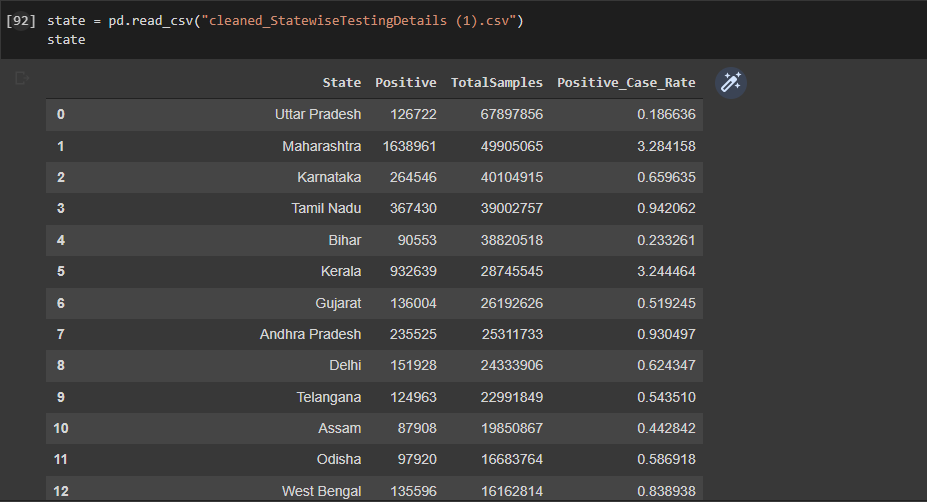 [92] state = pd.read_csv("cleaned_StatewiseTestingDetails (1).csv")
state
State Positive TotalSamples Positive_Case_Rate
0 Uttar Pradesh 126722 67897856 0.186636
1 Maharashtra 1638961 49905065 3.284158
2 Karnataka 264546 40104915 0.659635
3 Tamil Nadu 367430 39002757 0.942062
4 Bihar 90553 38820518 0.233261
5 Kerala 932639 28745545 3.244464
6 Gujarat 136004 26192626 0.519245
7 Andhra Pradesh 235525 25311733 0.930497
8 Delhi 151928 24333906 0.624347
9 Telangana 124963 22991849 0.543510
10 Assam 87908 19850867 0.442842
11 Odisha 97920 16683764 0.586918
12 West Bengal 135596 16162814 0.838938